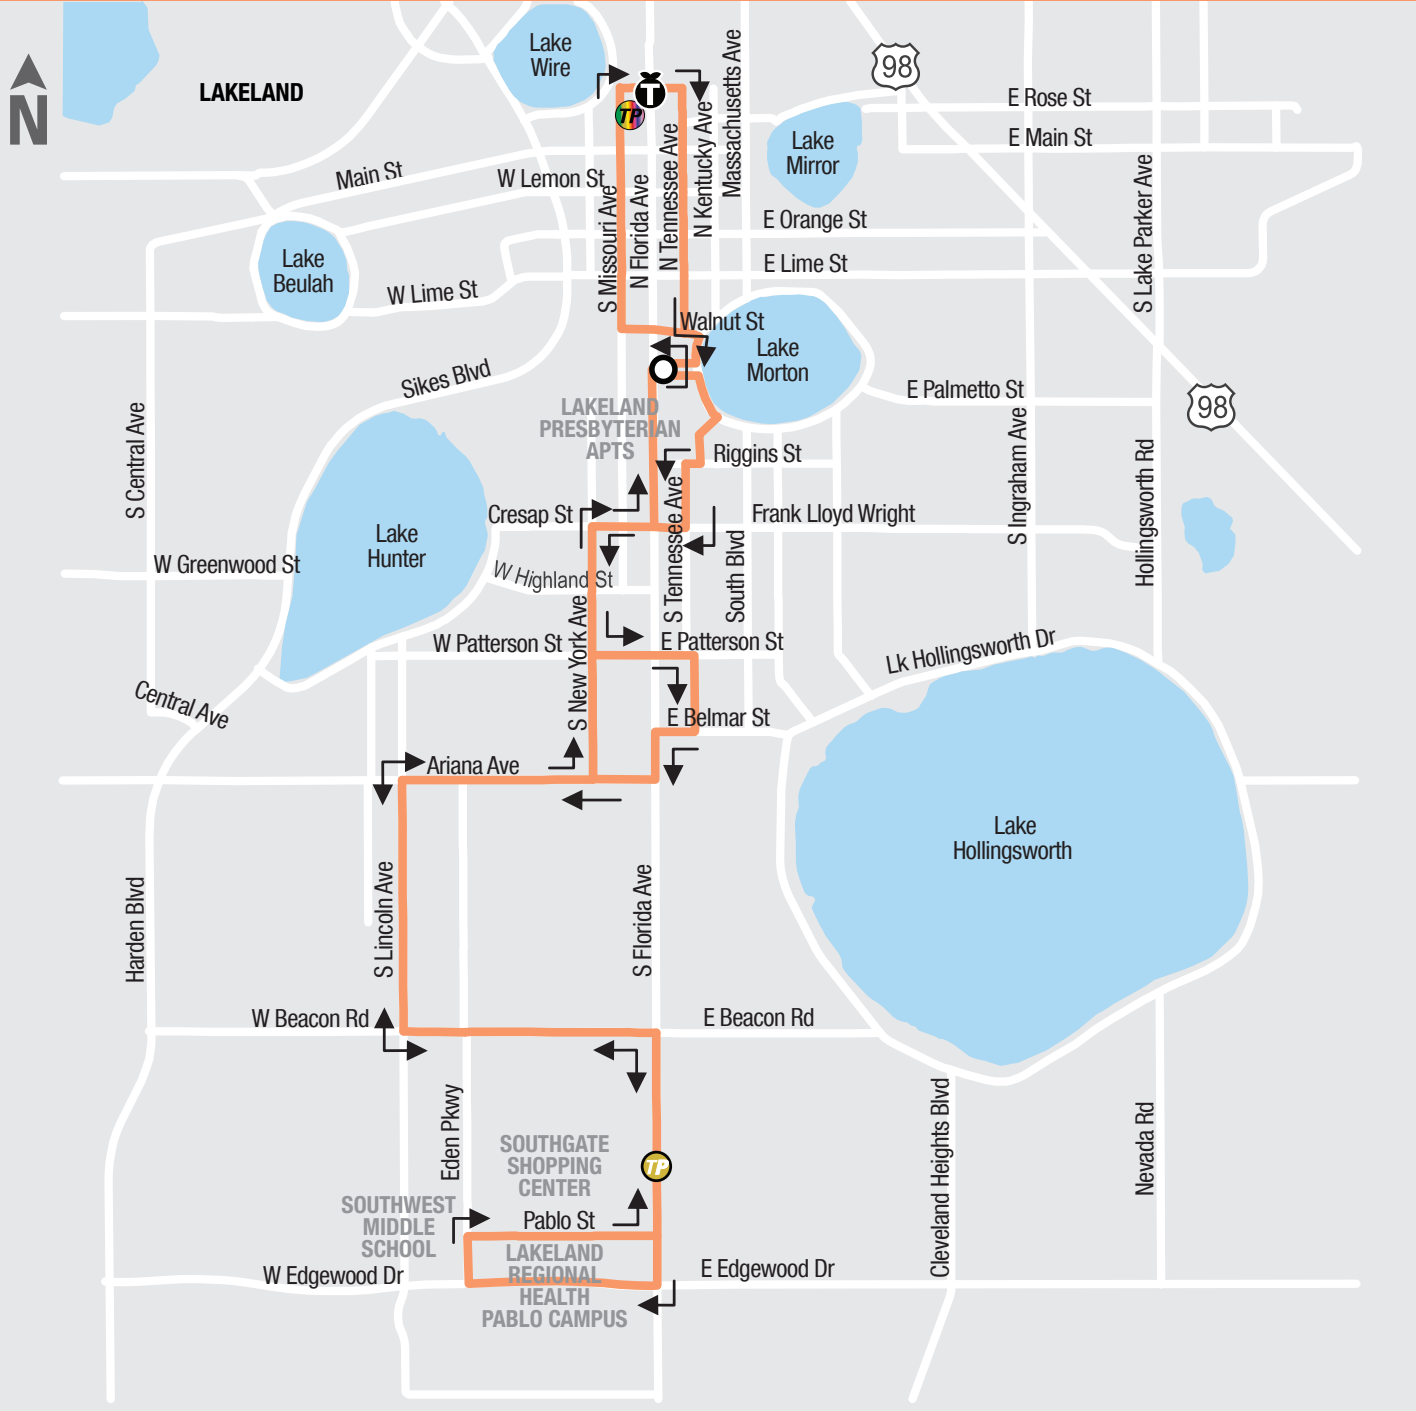 Lake
Wire
98
N
LAKELAND
T
TP
Massachusetts Ave
E Rose St
E Main St
Lake
Mirror
Main St
W Lemon St
S Missouri Ave
N Florida Ave
N Tennessee Ave
N Kentucky Ave
S Lake Parker Ave
E Orange St
E Lime St
Lake
Beulah
W Lime St
Walnut St
Lake
Morton
Sikes Blvd
E Palmetto St
98
LAKELAND
PRESBYTERIAN
APTS
S Central Ave
Riggins St
S Ingraham Ave
Hollingsworth Rd
Cresap St
S Tennessee Ave
Frank Lloyd Wright
Lake
Hunter
W Greenwood St
W Highland St
South Blvd
W Patterson St
S New York Ave
E Patterson St
Lk Hollingsworth Dr
Central Ave
E Belmar St
Ariana Ave
Lake
Hollingsworth
Harden Blvd
S Lincoln Ave
S Florida Ave
W Beacon Rd
E Beacon Rd
Eden Pkwy
Cleveland Heights Blvd
Nevada Rd
SOUTHGATE
SHOPPING
CENTER
TP
SOUTHWEST
MIDDLE
SCHOOL
Pablo St
LAKELAND
REGIONAL
HEALTH
PABLO CAMPUS
W Edgewood Dr
E Edgewood Dr